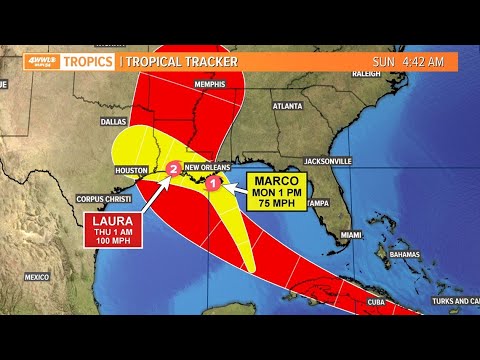 4WWL TROPICS TROPICAL TRACKER SUN 4:42 AM
MEMPHIS
RALEIGH
DALLAS
ATLANTA
2
NEW ORLEANS
JACKSONVILLE
HOUSTON
1
MARCO
MON 1 PM
75 MPH
CORPUS CHRISTI
TAMPA
LAURA
THU 1 AM
100 MPH
MIAMI
BAHAMAS
MEXICO
CUBA
TURKS AND CA